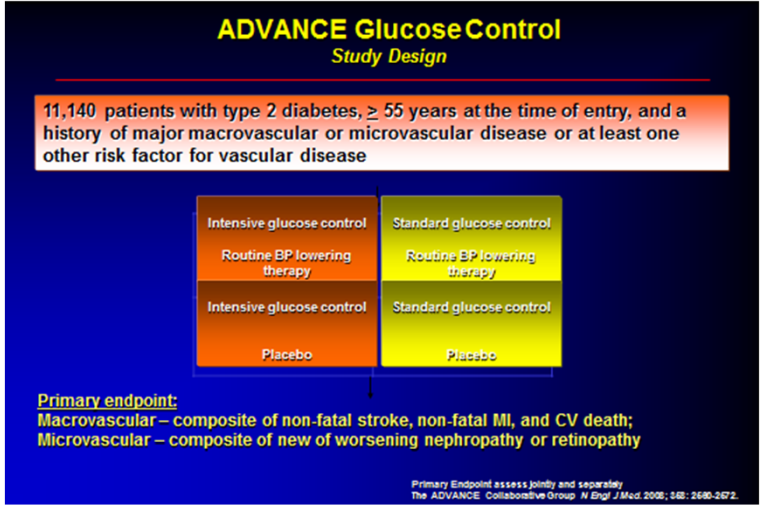 ADVANCE Glucose Control
Study Design
11,140 patients with type 2 diabetes, ≥ 55 years at the time of entry, and a
history of major macrovascular or microvascular disease or at least one
other risk factor for vascular disease
Intensive glucose control
Routine BP lowering
therapy
Standard glucose control
Routine BP lowering
therapy
Intensive glucose control
Placebo
Standard glucose control
Placebo
Primary endpoint:
Macrovascular – composite of non-fatal stroke, non-fatal MI, and CV death;
Microvascular – composite of new of worsening nephropathy or retinopathy
Primary Endpoint assess jointly and separately
The ADVANCE Collaborative Group N Engl J Med. 2008; 358: 2560-2572.